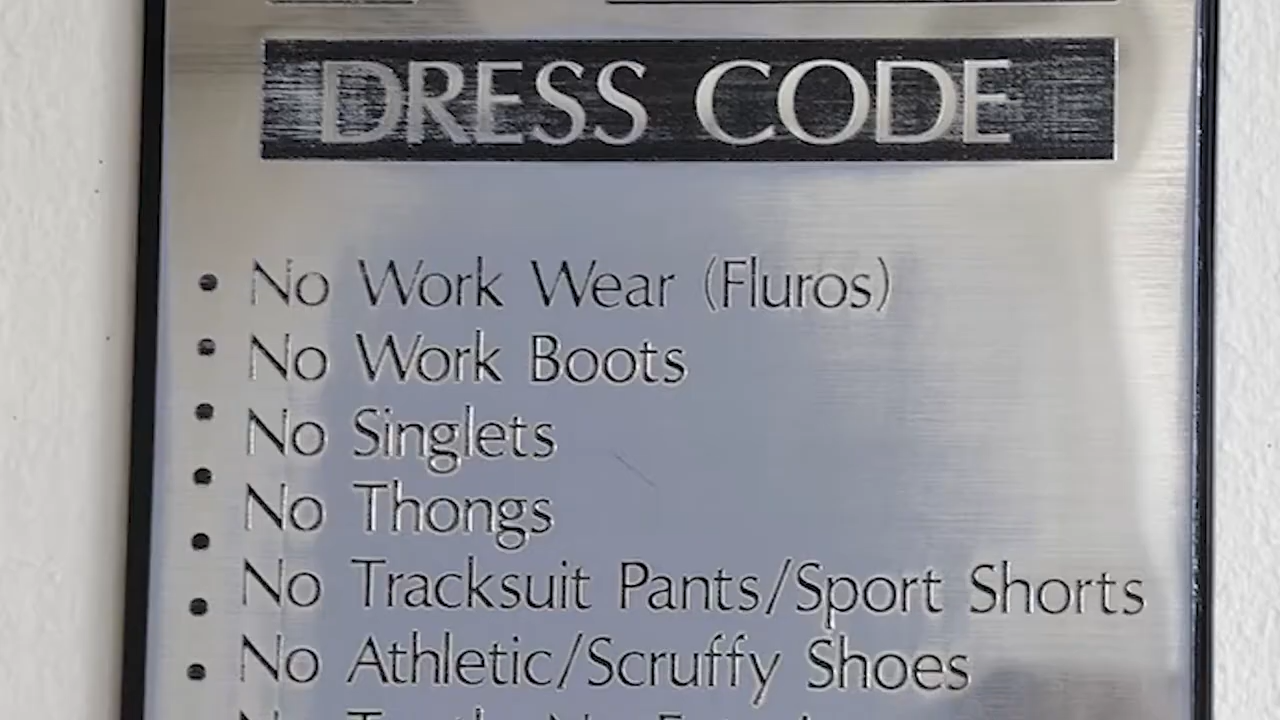 DRESS CODE
• No Work Wear (Fluros)
• No Work Boots
• No Singlets
• No Thongs
• No Tracksuit Pants/Sport Shorts
• No Athletic/Scruffy Shoes